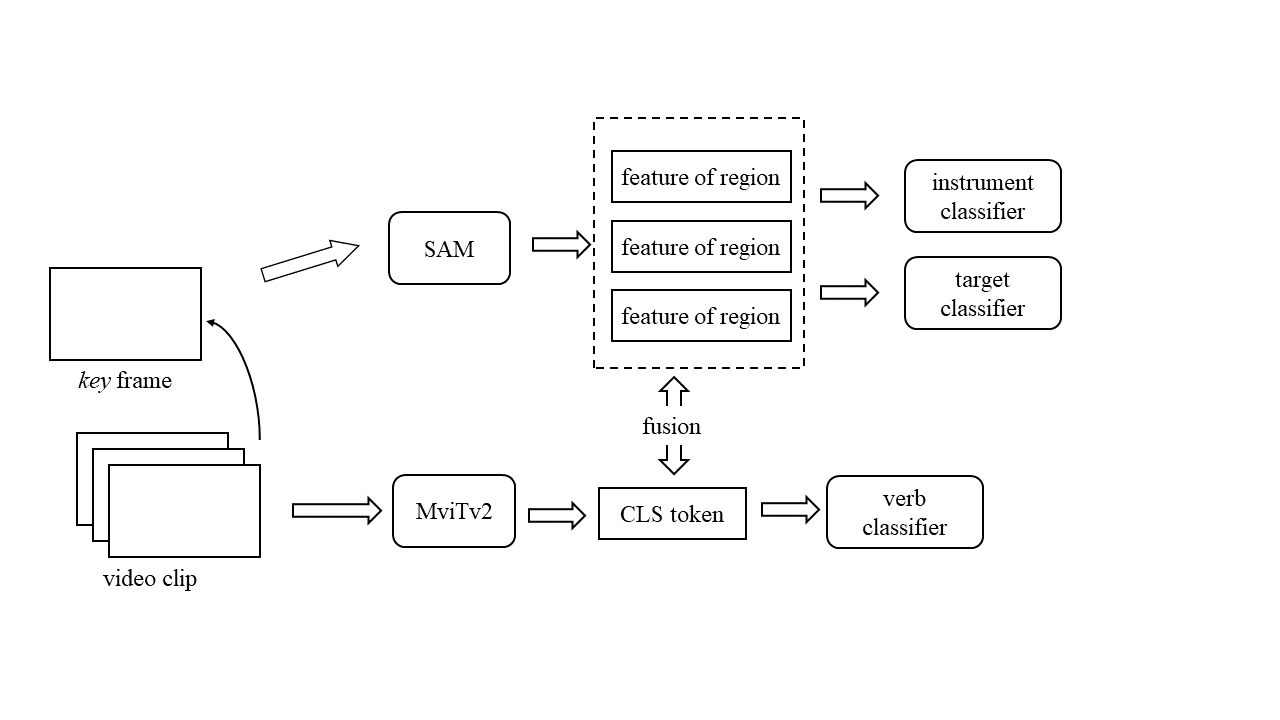 feature of region
instrument
classifier
SAM
feature of region
target
classifier
feature of region
key frame
fusion
MviTv2
CLS token
verb
classifier
video clip